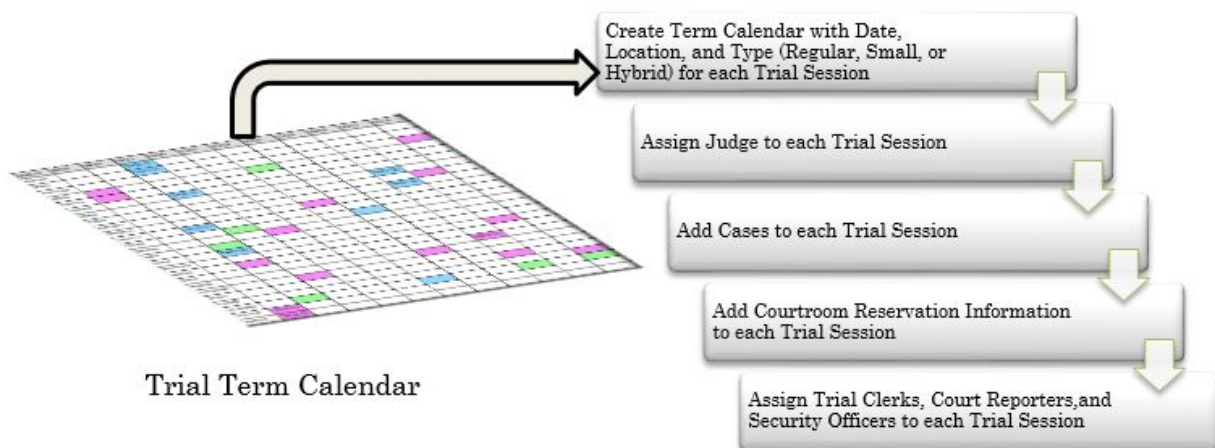 Create Term Calendar with Date,
Location, and Type (Regular, Small, or
Hybrid) for each Trial Session
Assign Judge to each Trial Session
Add Cases to each Trial Session
Add Courtroom Reservation Information
to each Trial Session
Assign Trial Clerks, Court Reporters,and
Security Officers to each Trial Session
Trial Term Calendar